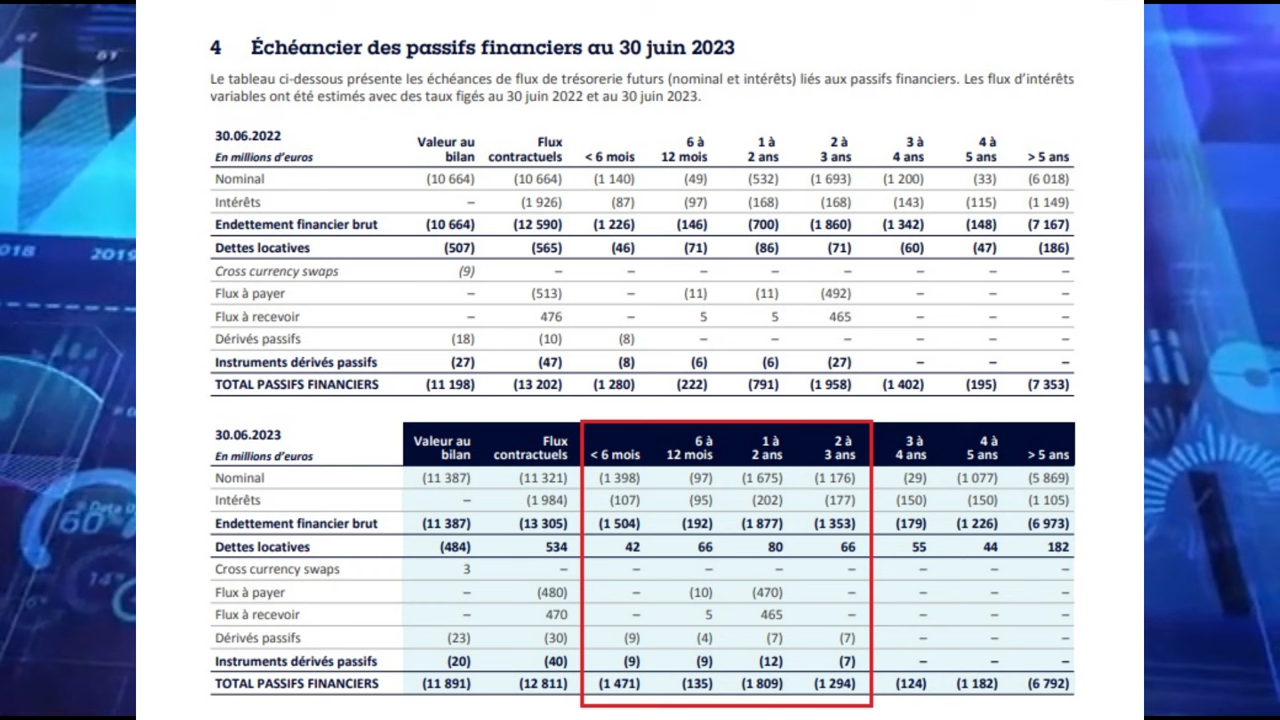 4 Échéancier des passifs financiers au 30 juin 2023
Le tableau ci-dessous présente les échéances de flux de trésorerie futurs (nominal et intérêts) liés aux passifs financiers. Les flux d'intérêts
variables ont été estimés avec des taux figés au 30 juin 2022 et au 30 juin 2023.
30.06.2022
En millions d'euros Valeur au bilan Flux contractuels < 6 mois 6 à 12 mois 1 à 2 ans 2 à 3 ans 3 à 4 ans 4 à 5 ans > 5 ans
Nominal (10 664) (10 664) (1 140) (49) (532) (1 693) (1 200) (33) (6 018)
Intérêts – (1 926) (87) (97) (168) (168) (143) (115) (1 149)
Endettement financier brut (10 664) (12 590) (1 226) (146) (700) (1 860) (1 342) (148) (7 167)
Dettes locatives (507) (565) (46) (71) (86) (71) (60) (47) (186)
Cross currency swaps (9) – – – – – – – –
Flux à payer – (513) – (11) (11) (492) – – –
Flux à recevoir – 476 – 5 5 465 – – –
Dérivés passifs (18) (10) (8) – – – – – –
Instruments dérivés passifs (27) (47) (8) (6) (6) (27) – – –
TOTAL PASSIFS FINANCIERS (11 198) (13 202) (1 280) (222) (791) (1 958) (1 402) (195) (7 353)
30.06.2023
En millions d'euros Valeur au bilan Flux contractuels < 6 mois 6 à 12 mois 1 à 2 ans 2 à 3 ans 3 à 4 ans 4 à 5 ans > 5 ans
Nominal (11 387) (11 321) (1 398) (97) (1 675) (1 176) (29) (1 077) (5 869)
Intérêts – (1 984) (107) (95) (202) (177) (150) (150) (1 105)
Endettement financier brut (11 387) (13 305) (1 504) (192) (1 877) (1 353) (179) (1 226) (6 973)
Dettes locatives (484) 534 42 66 80 66 55 44 182
Cross currency swaps 3 – – – – – – – –
Flux à payer – (480) – (10) (470) – – – –
Flux à recevoir – 470 – 5 465 – – – –
Dérivés passifs (23) (30) (9) (4) (7) (7) – – –
Instruments dérivés passifs (20) (40) (9) (9) (12) (7) – – –
TOTAL PASSIFS FINANCIERS (11 891) (12 811) (1 471) (135) (1 809) (1 294) (124) (1 182) (6 792)
018
2019
60%